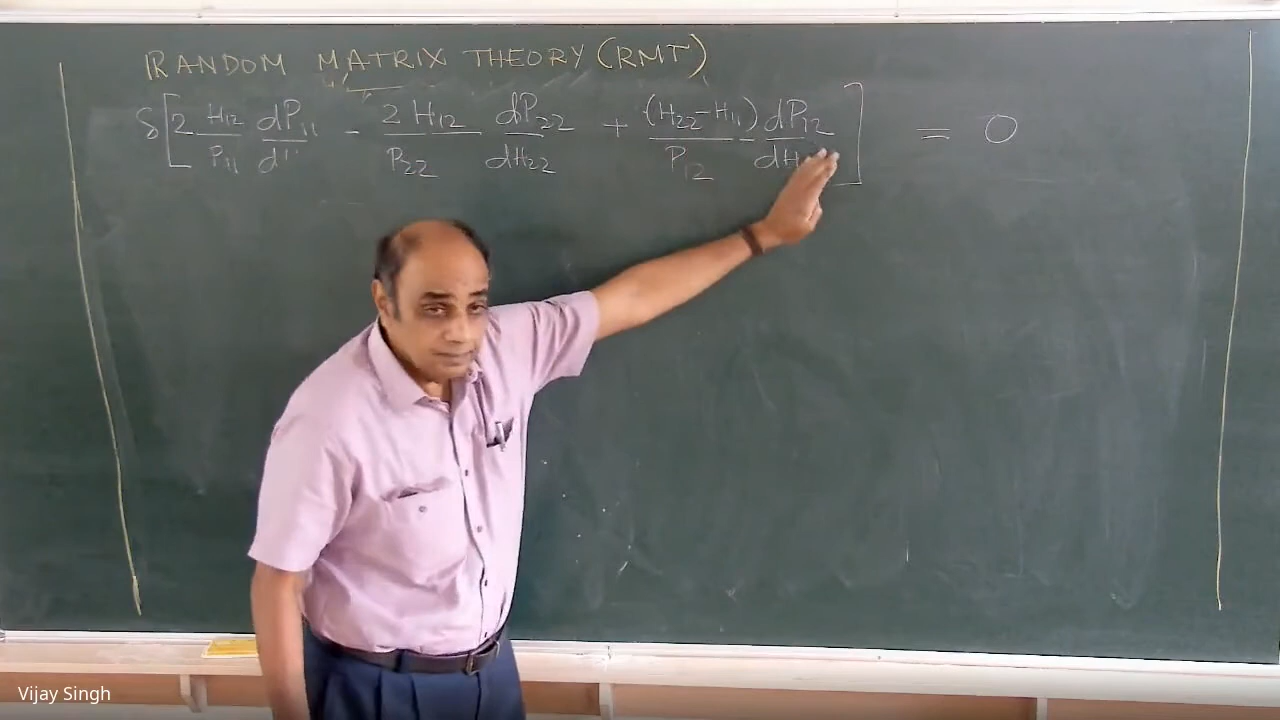 RANDOM MATRIX THEORY (RMT)
δ[2 H12/P11 dP11/d11 - 2 H12/P22 dP22/dH22 + (H22-H11)/P12 dP12/dH] = 0
Vijay Singh